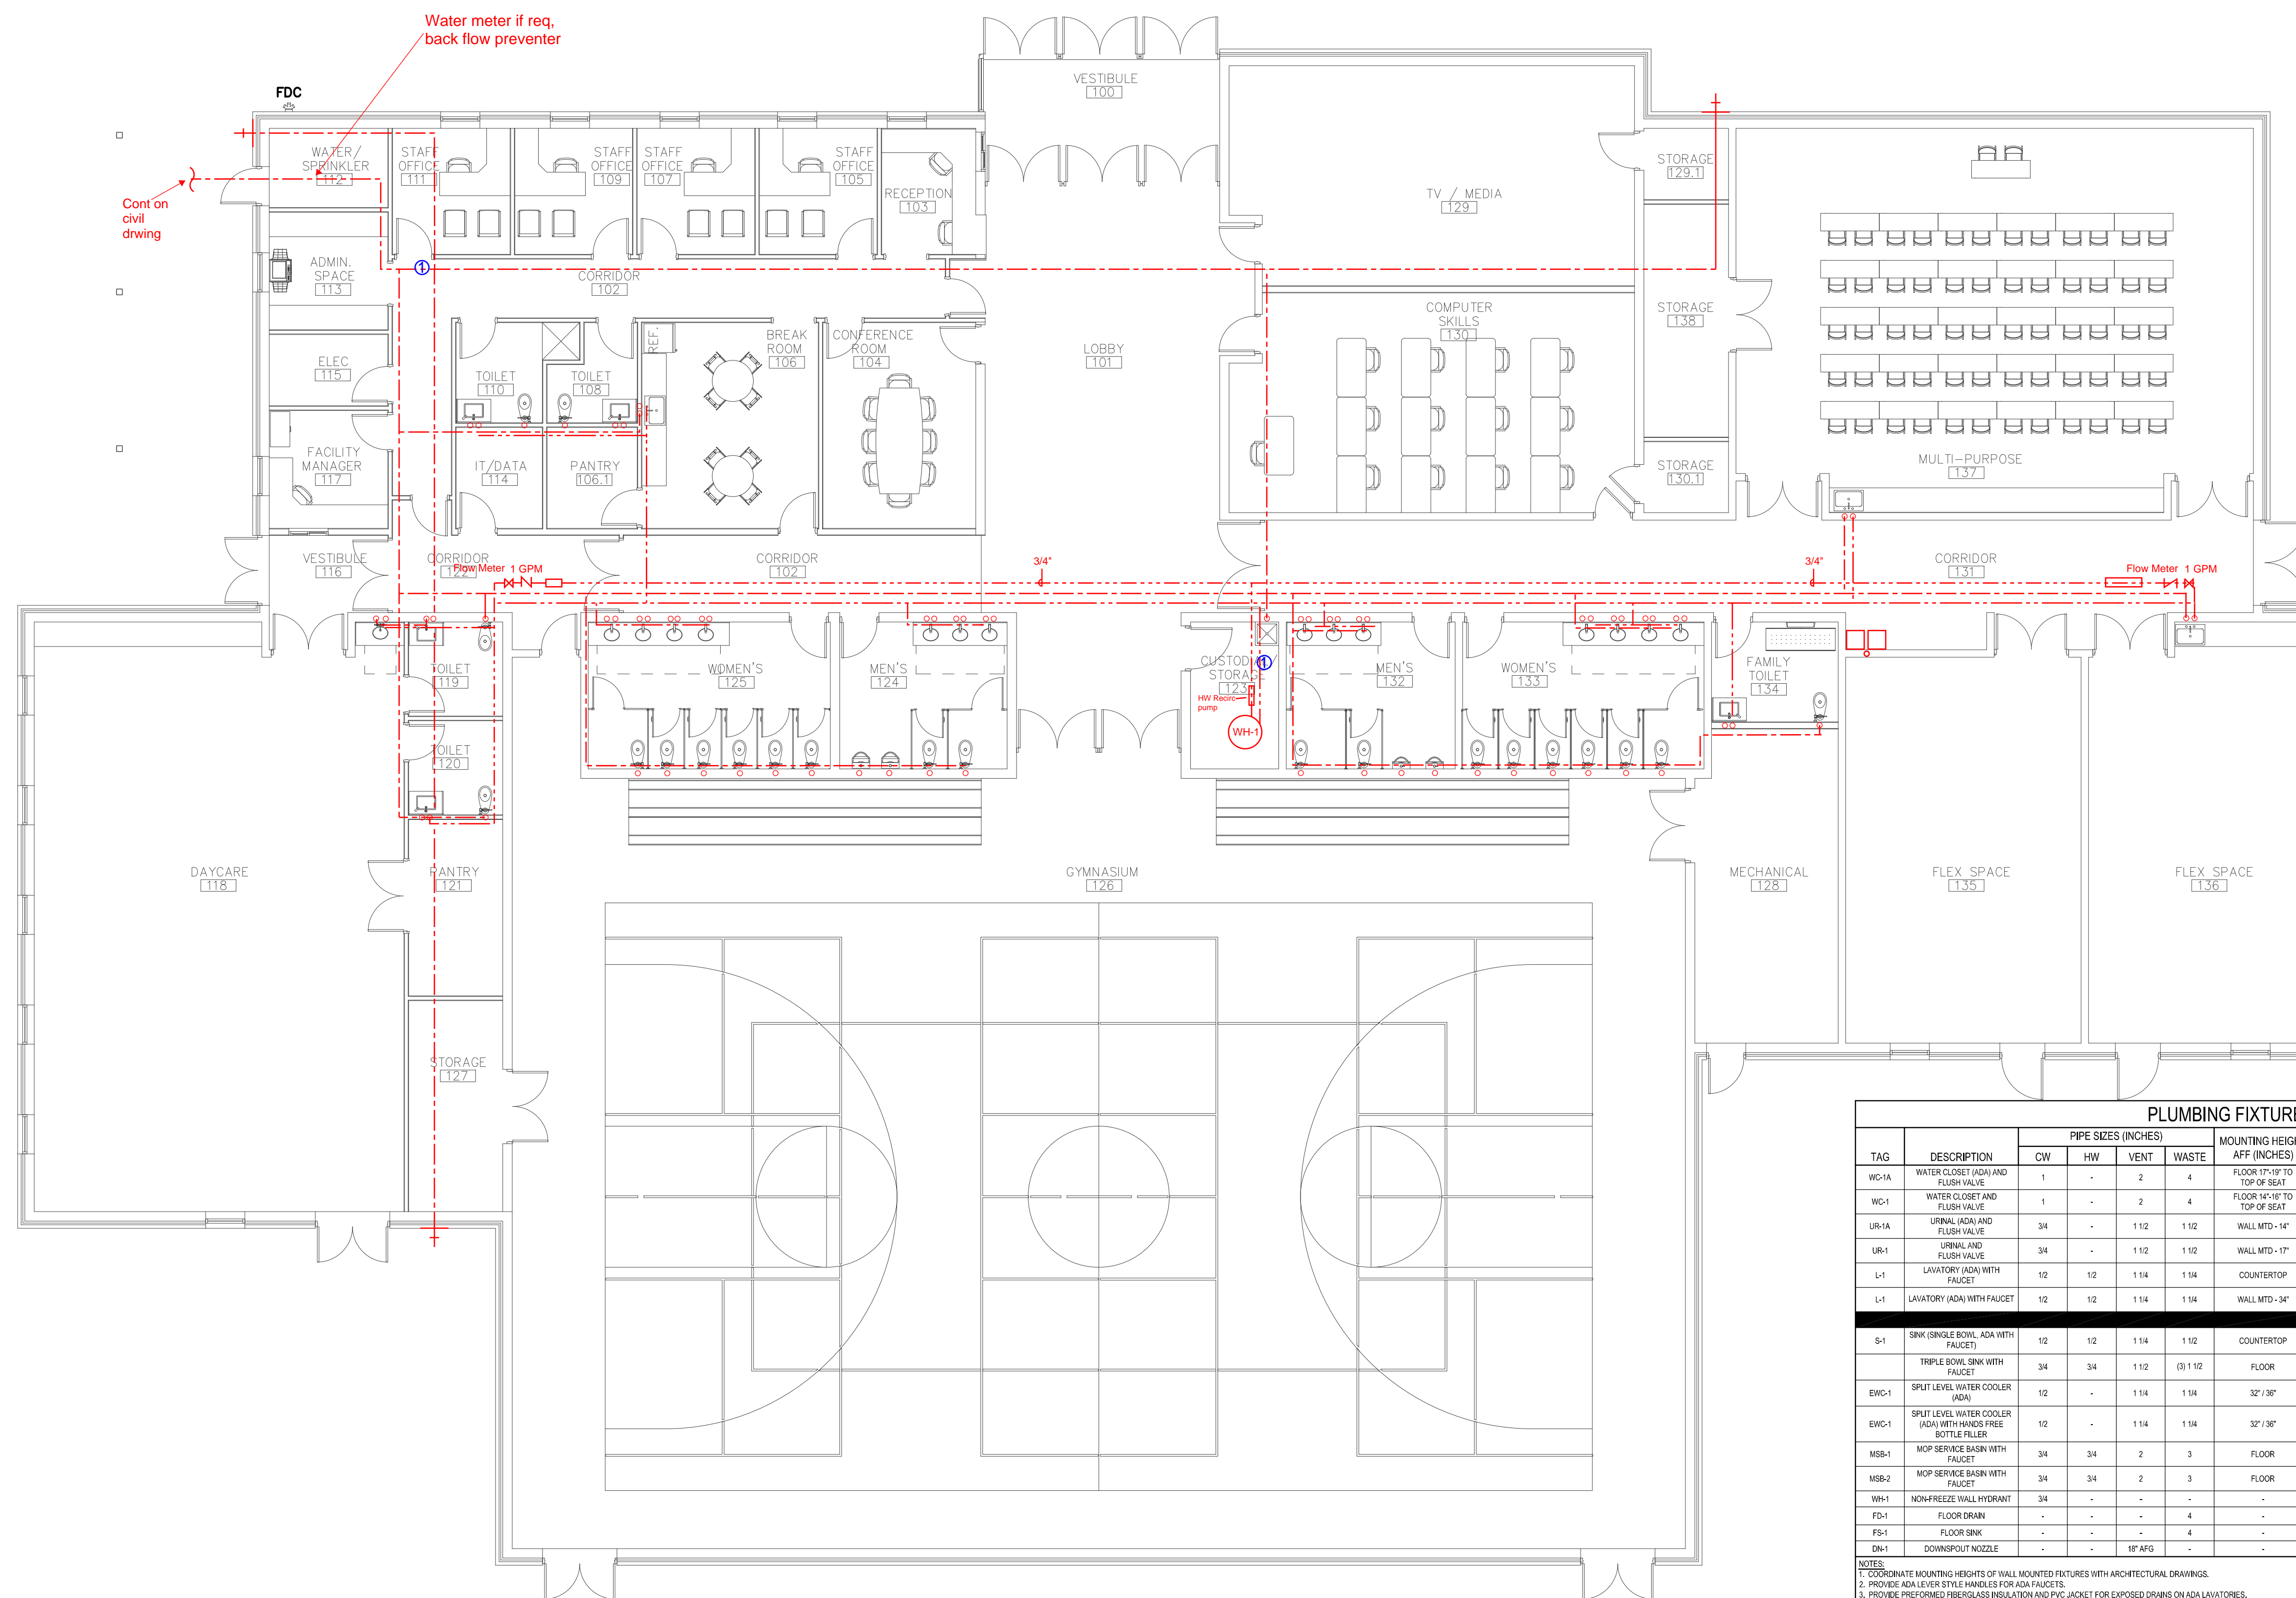 Water meter if req,
back flow preventer
FDC
VESTIBULE
100
WATER/
SPRINKLER
112
STAFF
OFFICE
111
STAFF
OFFICE
109
STAFF
OFFICE
107
STAFF
OFFICE
105
RECEPTION
103
Cont on
civil
drwing
TV / MEDIA
129
STORAGE
129.1
ADMIN.
SPACE
113
1
CORRIDOR
102
COMPUTER
SKILLS
130
STORAGE
138
ELEC
115
TOILET
110
TOILET
108
REF.
BREAK
ROOM
106
CONFERENCE
ROOM
104
LOBBY
101
FACILITY
MANAGER
117
IT/DATA
114
PANTRY
106.1
STORAGE
130.1
MULTI-PURPOSE
137
VESTIBULE
116
CORRIDOR
122
Flow Meter 1 GPM
CORRIDOR
102
3/4"
3/4"
CORRIDOR
131
Flow Meter 1 GPM
TOILET
119
WOMEN'S
125
MEN'S
124
CUSTODIAL/
STORAGE
123
1
HW Recirc
pump
WH-1
MEN'S
132
WOMEN'S
133
FAMILY
TOILET
134
TOILET
120
DAYCARE
118
PANTRY
121
GYMNASIUM
126
MECHANICAL
128
FLEX SPACE
135
FLEX SPACE
136
STORAGE
127
PLUMBING FIXTURE
PIPE SIZES (INCHES)
TAG DESCRIPTION CW HW VENT WASTE MOUNTING HEIGH AFF (INCHES)
WC-1A WATER CLOSET (ADA) AND FLUSH VALVE 1 - 2 4 FLOOR 17"-19" TO TOP OF SEAT
WC-1 WATER CLOSET AND FLUSH VALVE 1 - 2 4 FLOOR 14"-16" TO TOP OF SEAT
UR-1A URINAL (ADA) AND FLUSH VALVE 3/4 - 1 1/2 1 1/2 WALL MTD - 14"
UR-1 URINAL AND FLUSH VALVE 3/4 - 1 1/2 1 1/2 WALL MTD - 17"
L-1 LAVATORY (ADA) WITH FAUCET 1/2 1/2 1 1/4 1 1/4 COUNTERTOP
L-1 LAVATORY (ADA) WITH FAUCET 1/2 1/2 1 1/4 1 1/4 WALL MTD - 34"
S-1 SINK (SINGLE BOWL, ADA WITH FAUCET) 1/2 1/2 1 1/4 1 1/2 COUNTERTOP
TRIPLE BOWL SINK WITH FAUCET 3/4 3/4 1 1/2 (3) 1 1/2 FLOOR
EWC-1 SPLIT LEVEL WATER COOLER (ADA) 1/2 - 1 1/4 1 1/4 32" / 36"
EWC-1 SPLIT LEVEL WATER COOLER (ADA) WITH HANDS FREE BOTTLE FILLER 1/2 - 1 1/4 1 1/4 32" / 36"
MSB-1 MOP SERVICE BASIN WITH FAUCET 3/4 3/4 2 3 FLOOR
MSB-2 MOP SERVICE BASIN WITH FAUCET 3/4 3/4 2 3 FLOOR
WH-1 NON-FREEZE WALL HYDRANT 3/4 - - - -
FD-1 FLOOR DRAIN - - - 4 -
FS-1 FLOOR SINK - - - 4 -
DN-1 DOWNSPOUT NOZZLE - - 18" AFG - -
NOTES:
1. COORDINATE MOUNTING HEIGHTS OF WALL MOUNTED FIXTURES WITH ARCHITECTURAL DRAWINGS.
2. PROVIDE ADA LEVER STYLE HANDLES FOR ADA FAUCETS.
3. PROVIDE PREFORMED FIBERGLASS INSULATION AND PVC JACKET FOR EXPOSED DRAINS ON ADA LAVATORIES.